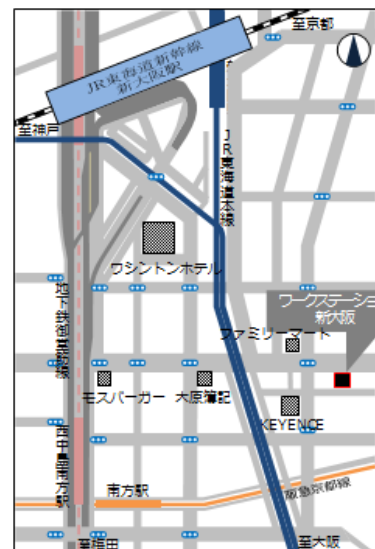 至京都
JR東海道新幹線
新大阪駅
至神戸
JR東海道本線
ワシントンホテル
地下鉄御堂筋線
ワークステーショ
新大阪
ファミリーマート
モスバーガー
大原簿記
KEYENCE
西中島南方駅
南方駅
阪急京都線
至梅田
至大阪